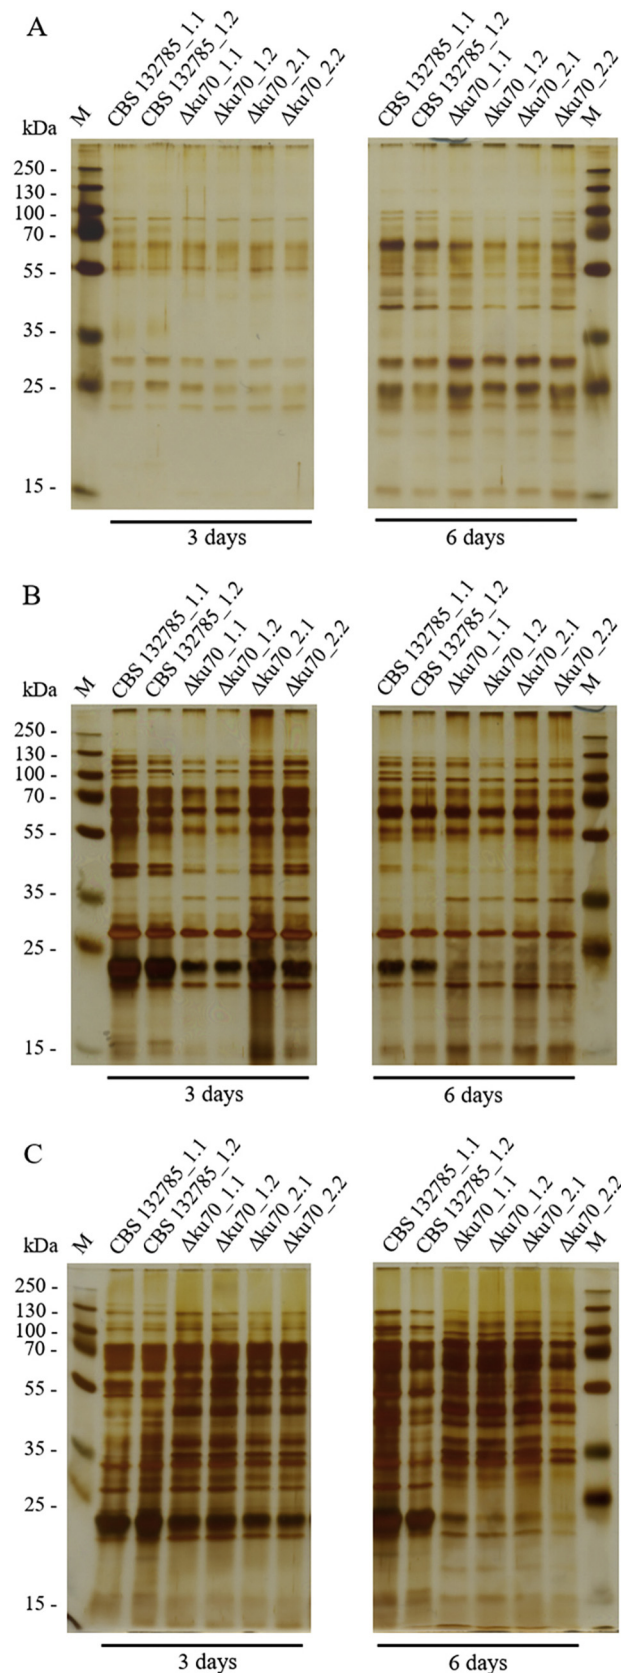 A
M CBS 132785_1.1 CBS 132785_1.2 Δku70_1.1 Δku70_1.2 Δku70_2.1 Δku70_2.2 CBS 132785_1.1 CBS 132785_1.2 Δku70_1.1 Δku70_1.2 Δku70_2.1 Δku70_2.2 M
kDa
250 -
130 -
100 -
70 -
55 -
35 -
25 -
15 -
3 days 6 days
B
M CBS 132785_1.1 CBS 132785_1.2 Δku70_1.1 Δku70_1.2 Δku70_2.1 Δku70_2.2 CBS 132785_1.1 CBS 132785_1.2 Δku70_1.1 Δku70_1.2 Δku70_2.1 Δku70_2.2 M
kDa
250 -
130 -
100 -
70 -
55 -
35 -
25 -
15 -
3 days 6 days
C
M CBS 132785_1.1 CBS 132785_1.2 Δku70_1.1 Δku70_1.2 Δku70_2.1 Δku70_2.2 CBS 132785_1.1 CBS 132785_1.2 Δku70_1.1 Δku70_1.2 Δku70_2.1 Δku70_2.2 M
kDa
250 -
130 -
100 -
70 -
55 -
35 -
25 -
15 -
3 days 6 days